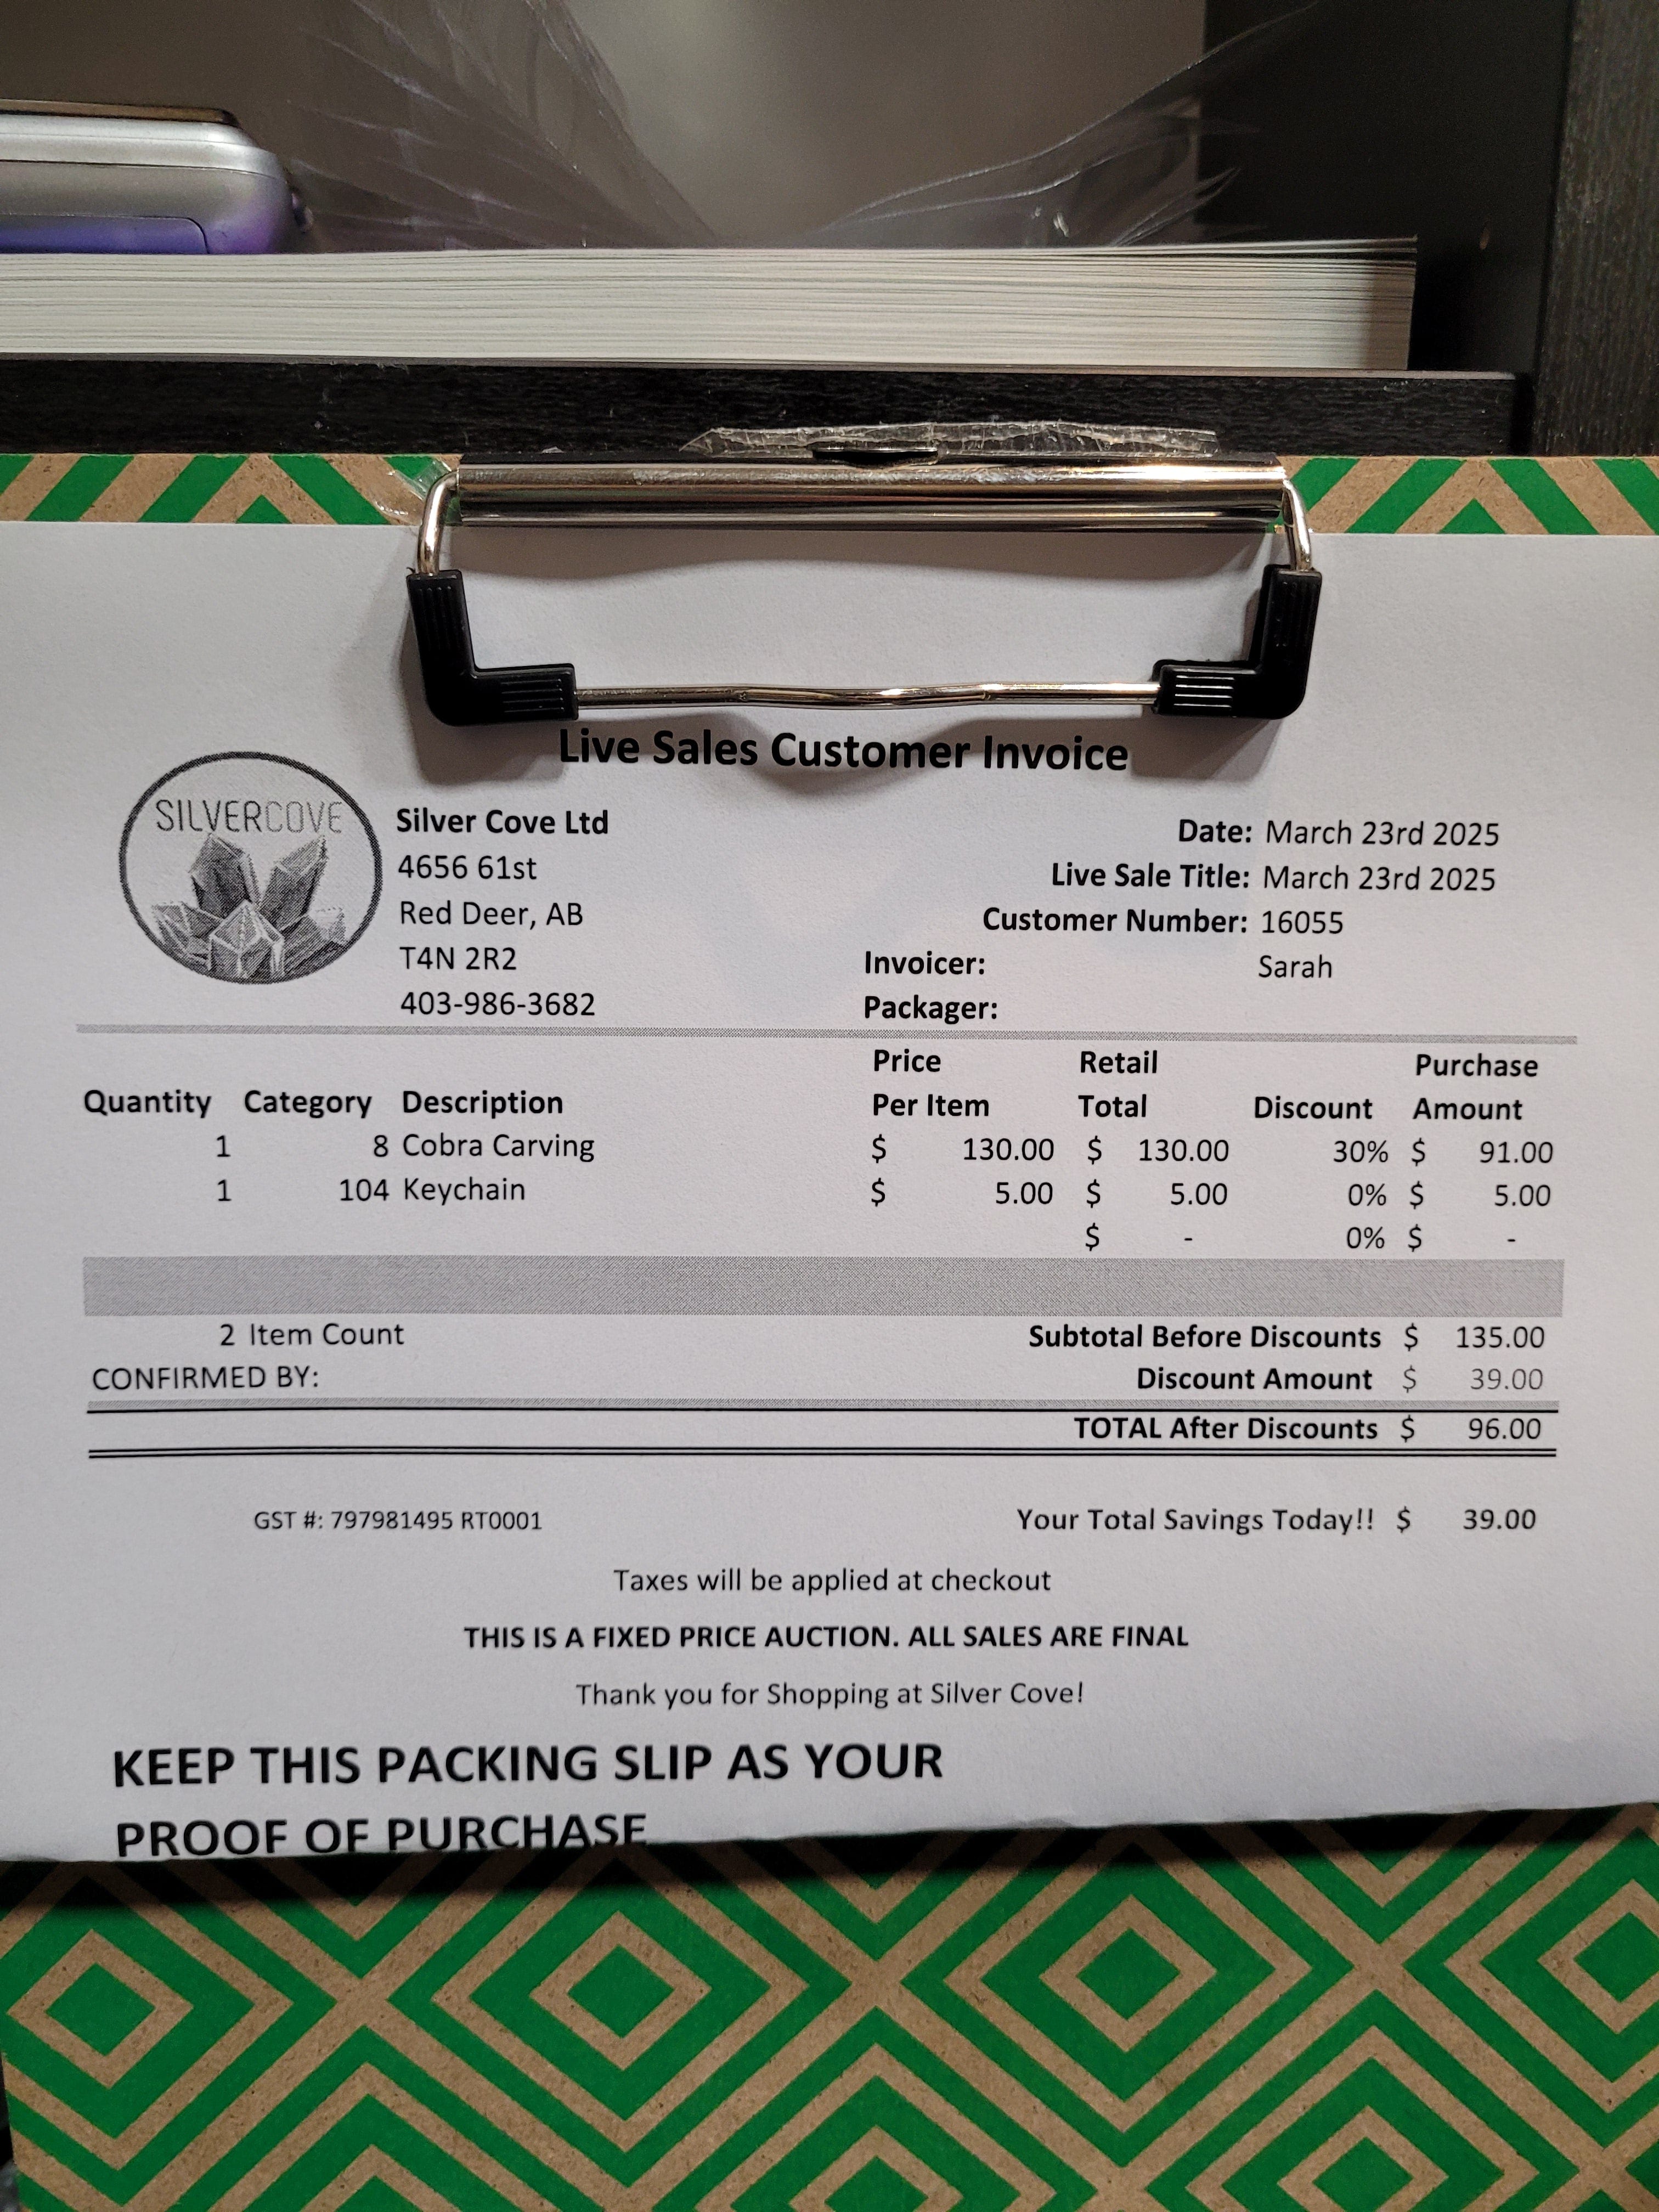 Live Sales Customer Invoice
SILVERCOVE
Silver Cove Ltd
4656 61st
Red Deer, AB
T4N 2R2
403-986-3682
Date: March 23rd 2025
Live Sale Title: March 23rd 2025
Customer Number: 16055
Invoicer: Sarah
Packager:
Price Retail Purchase
Quantity Category Description Per Item Total Discount Amount
1 8 Cobra Carving $ 130.00 $ 130.00 30% $ 91.00
1 104 Keychain $ 5.00 $ 5.00 0% $ 5.00
$ - 0% $ -
2 Item Count Subtotal Before Discounts $ 135.00
CONFIRMED BY: Discount Amount $ 39.00
TOTAL After Discounts $ 96.00
GST #: 797981495 RT0001 Your Total Savings Today!! $ 39.00
Taxes will be applied at checkout
THIS IS A FIXED PRICE AUCTION. ALL SALES ARE FINAL
Thank you for Shopping at Silver Cove!
KEEP THIS PACKING SLIP AS YOUR
PROOF OF PURCHASE